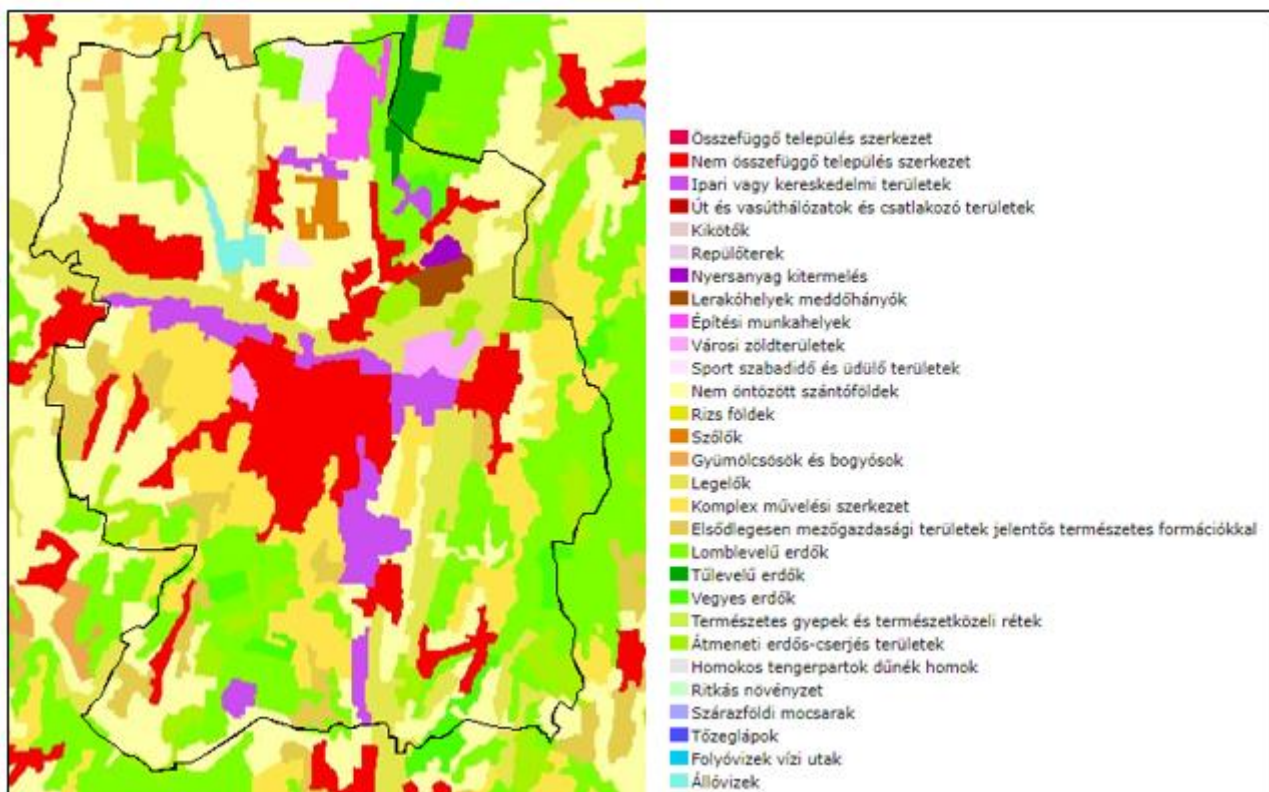 Összefüggő település szerkezet
Nem összefüggő település szerkezet
Ipari vagy kereskedelmi területek
Út és vasúthálózatok és csatlakozó területek
Kikötők
Repülőterek
Nyersanyag kitermelés
Lerakóhelyek meddőhányók
Építési munkahelyek
Városi zöldterületek
Sport szabadidő és üdülő területek
Nem öntözött szántóföldek
Rizs földek
Szőlők
Gyümölcsösök és bogyósok
Legelők
Komplex művelési szerkezet
Elsődlegesen mezőgazdasági területek jelentős természetes formációkkal
Lomblevelű erdők
Tűlevelű erdők
Vegyes erdők
Természetes gyepek és természetközeli rétek
Átmeneti erdős-cserjés területek
Homokos tengerpartok dűnék homok
Ritkás növényzet
Szárazföldi mocsarak
Tőzeglápok
Folyóvizek vízi utak
Állóvizek